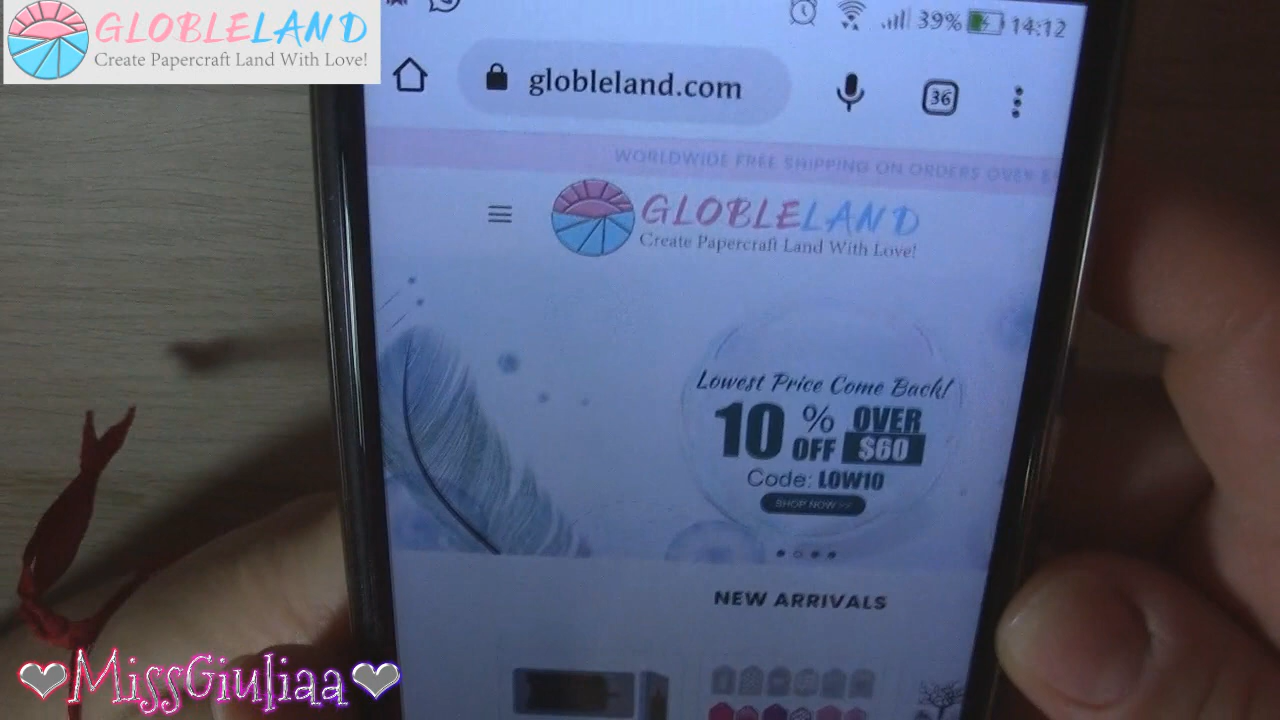 GLOBLELAND
Create Papercraft Land With Love!
39% 14:12
globleland.com
36
WORLDWIDE FREE SHIPPING ON ORDERS OVER
GLOBLELAND
Create Papercraft Land With Love!
Lowest Price Come Back!
10% OFF OVER $60
Code: LOW10
SHOP NOW >>
NEW ARRIVALS
MissGiuliaa